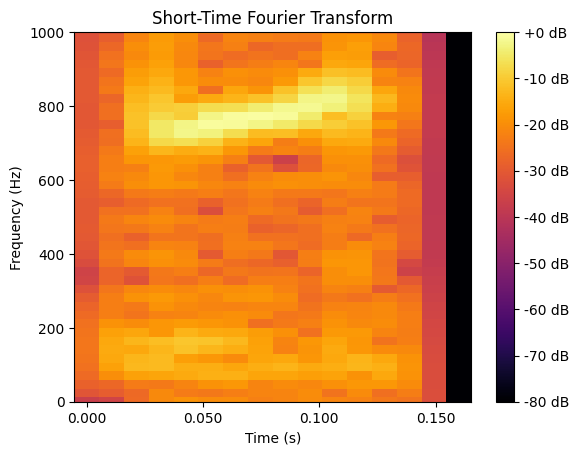 Short-Time Fourier Transform
1000
800
600
400
200
0
Frequency (Hz)
0.000
0.050
0.100
0.150
Time (s)
+0 dB
-10 dB
-20 dB
-30 dB
-40 dB
-50 dB
-60 dB
-70 dB
-80 dB